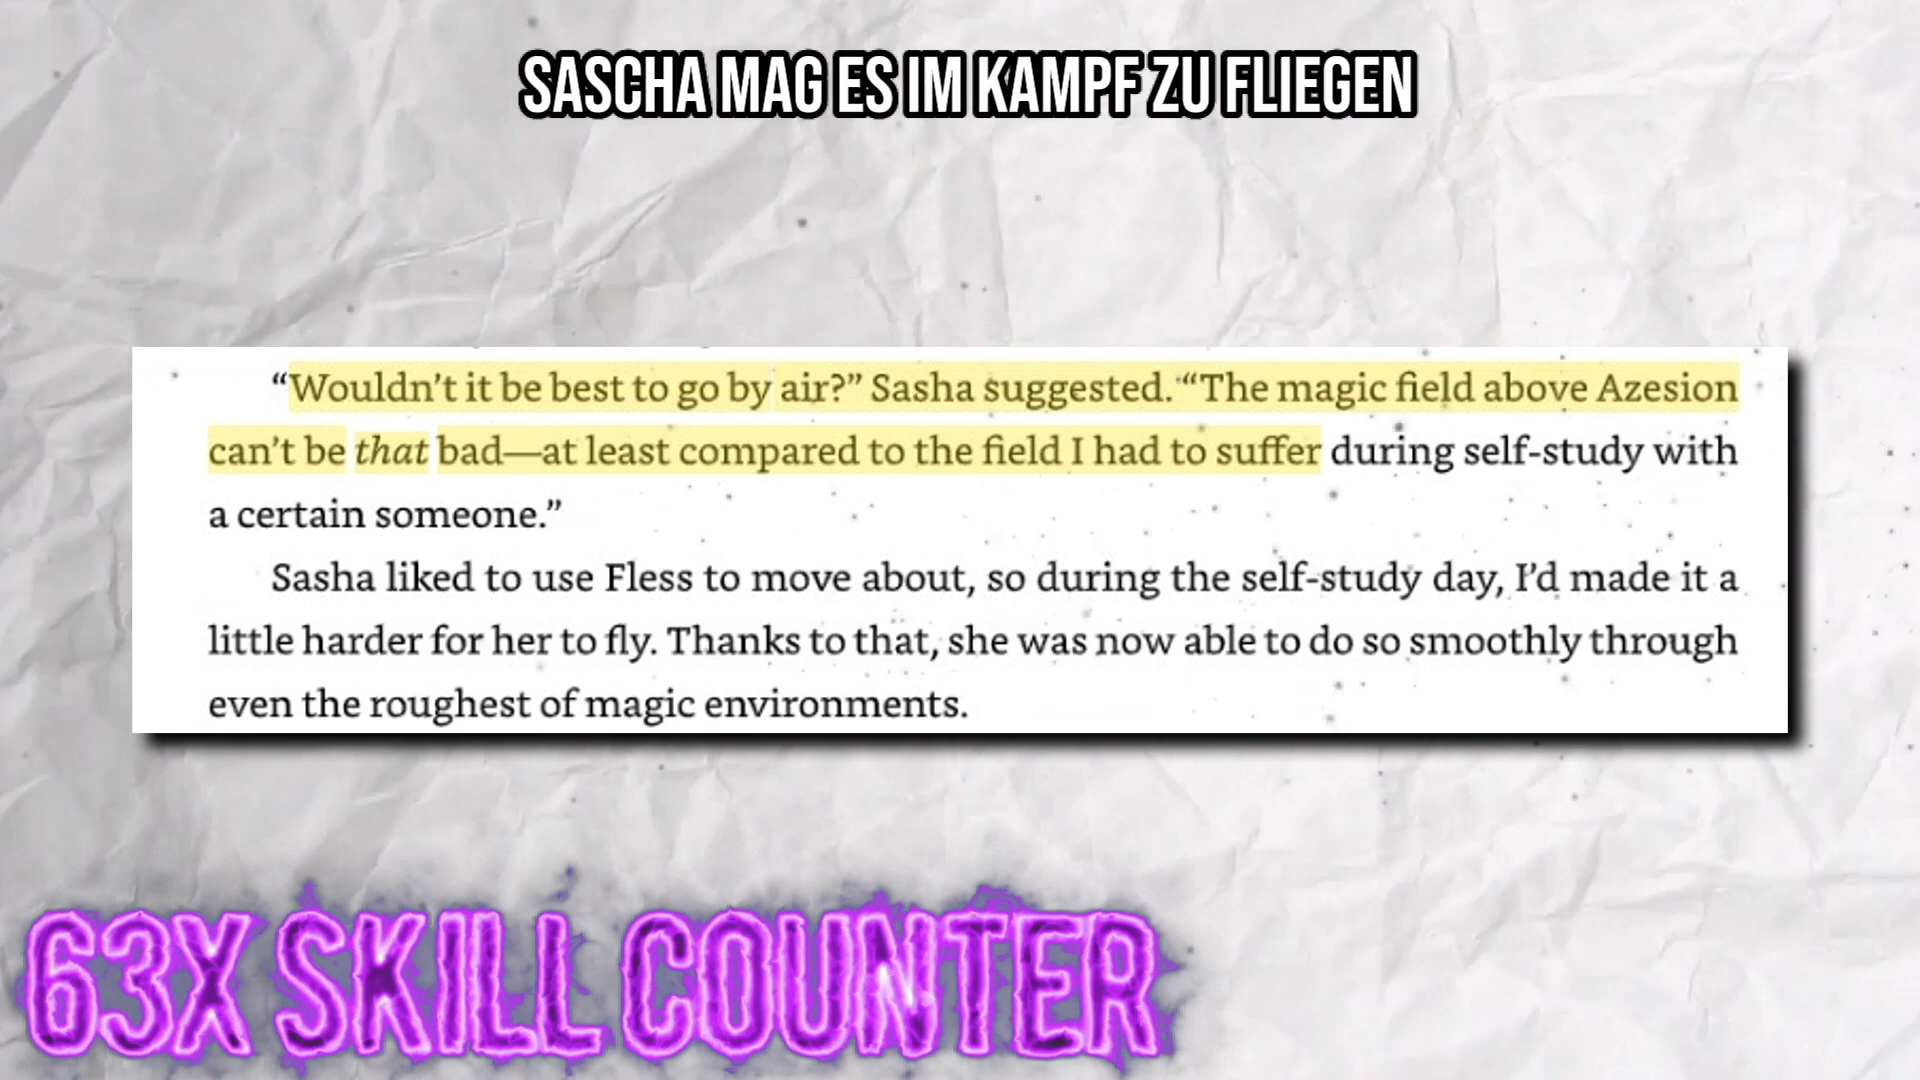 SASCHA MAG ES IM KAMPF ZU FLIEGEN
“Wouldn’t it be best to go by air?” Sasha suggested. “The magic field above Azesion
can’t be that bad—at least compared to the field I had to suffer during self-study with
a certain someone.”
Sasha liked to use Fless to move about, so during the self-study day, I’d made it a
little harder for her to fly. Thanks to that, she was now able to do so smoothly through
even the roughest of magic environments.
63X SKILL COUNTER